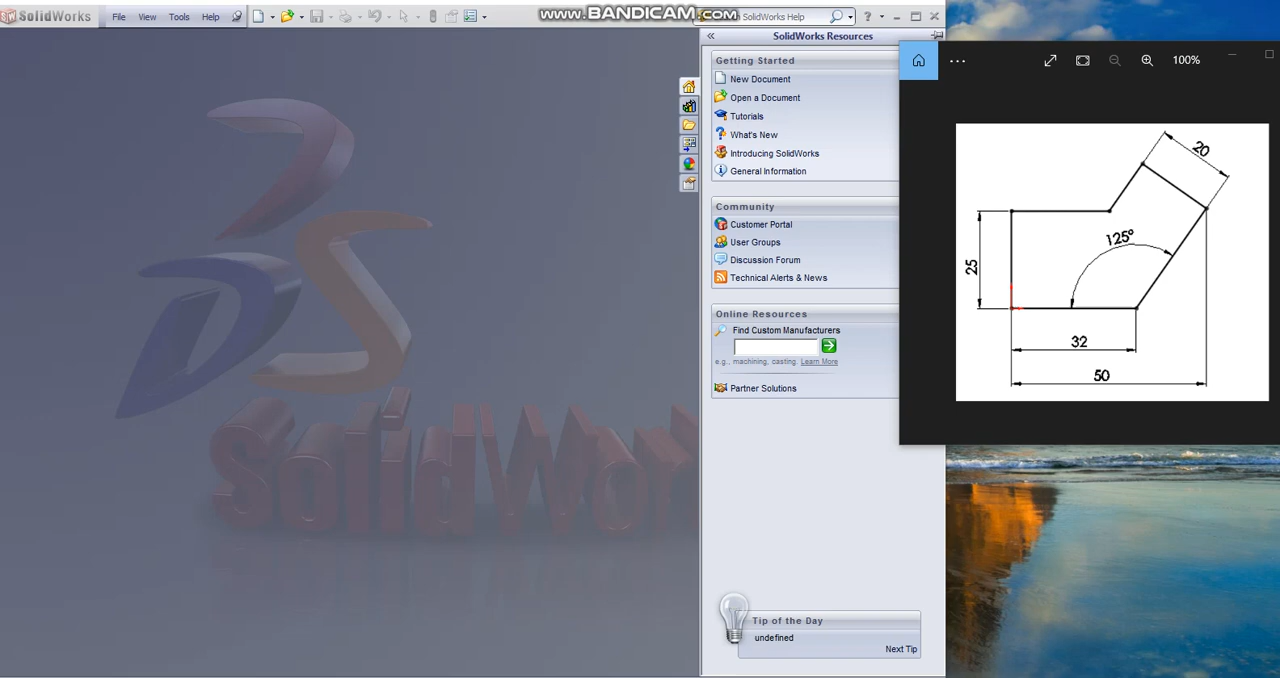 SolidWorks File View Tools Help
www.BANDICAM.com
SolidWorks Help
SolidWorks Resources
Getting Started
New Document
Open a Document
Tutorials
What's New
Introducing SolidWorks
General Information
Community
Customer Portal
User Groups
Discussion Forum
Technical Alerts & News
Online Resources
Find Custom Manufacturers
e.g., machining, casting. Learn More
Partner Solutions
Tip of the Day
undefined
Next Tip
SolidWor
100%
20
125°
25
32
50